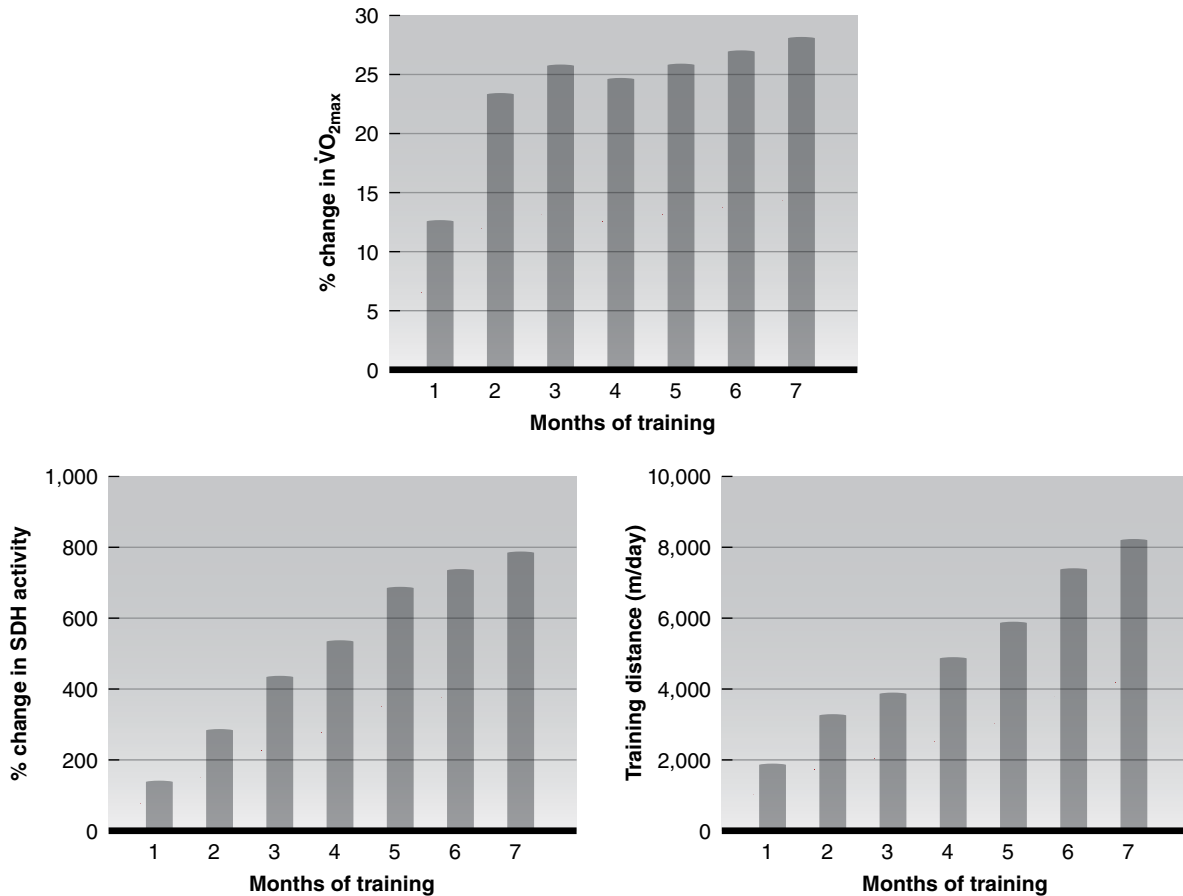 30
25
20
15
10
5
0
% change in V̇O2max
1 2 3 4 5 6 7
Months of training
1,000
800
600
400
200
0
% change in SDH activity
1 2 3 4 5 6 7
Months of training
10,000
8,000
6,000
4,000
2,000
0
Training distance (m/day)
1 2 3 4 5 6 7
Months of training